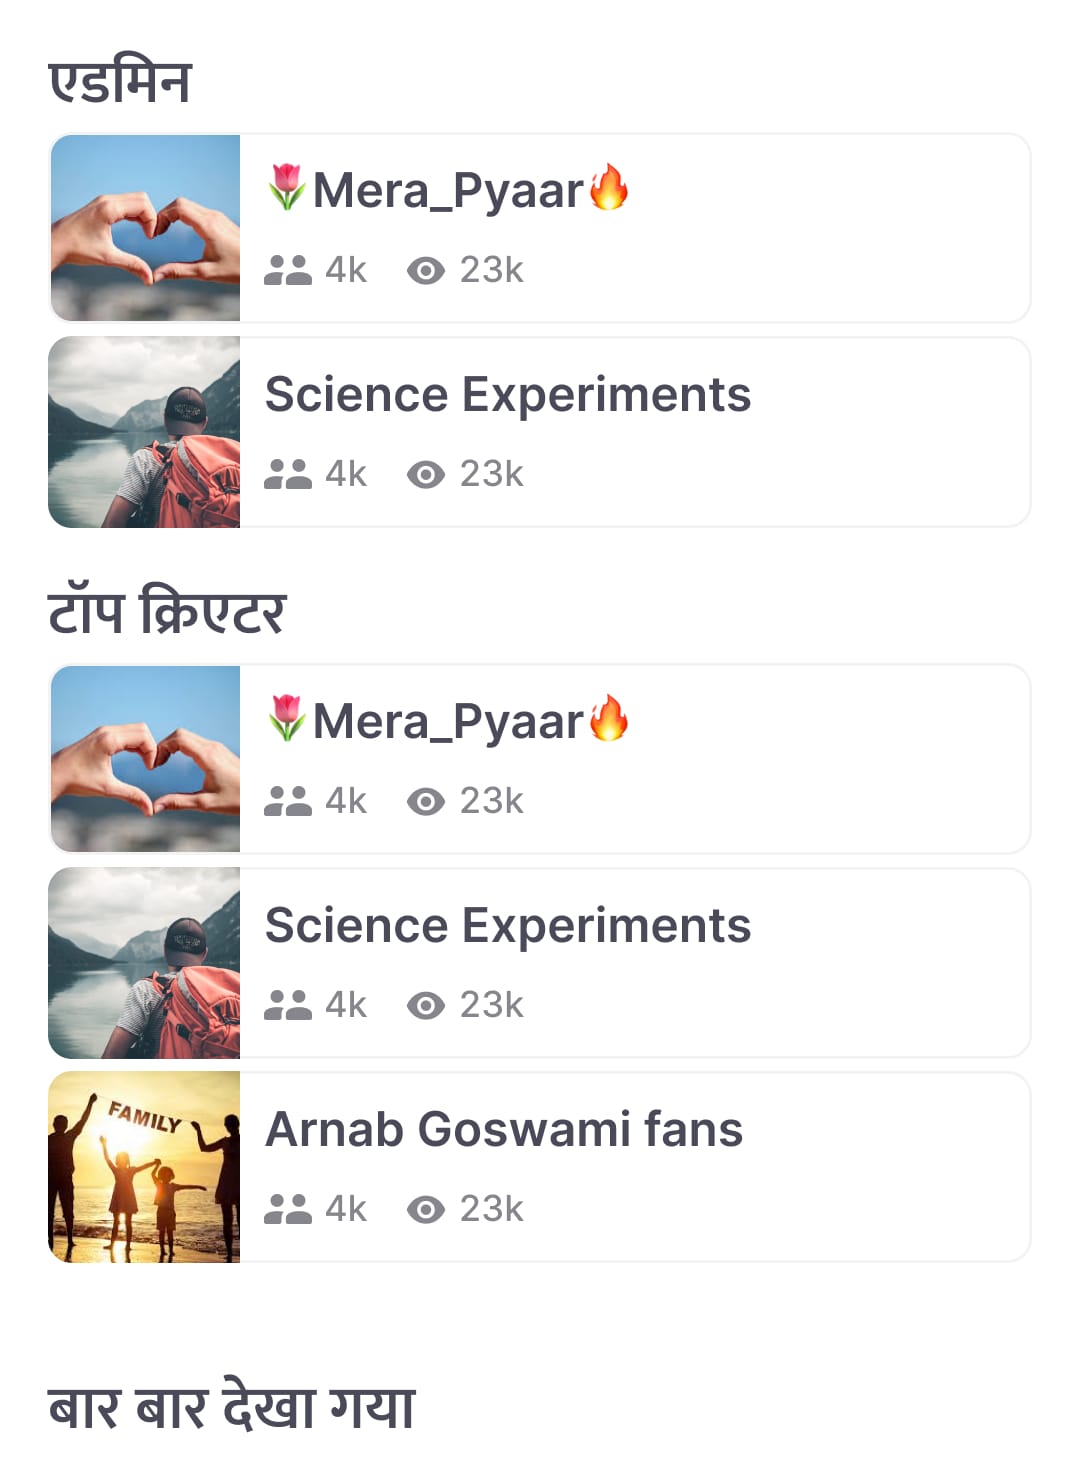 एडमिन
🌷Mera_Pyaar🔥
4k 23k
Science Experiments
4k 23k
टॉप क्रिएटर
🌷Mera_Pyaar🔥
4k 23k
Science Experiments
4k 23k
FAMILY
Arnab Goswami fans
4k 23k
बार बार देखा गया